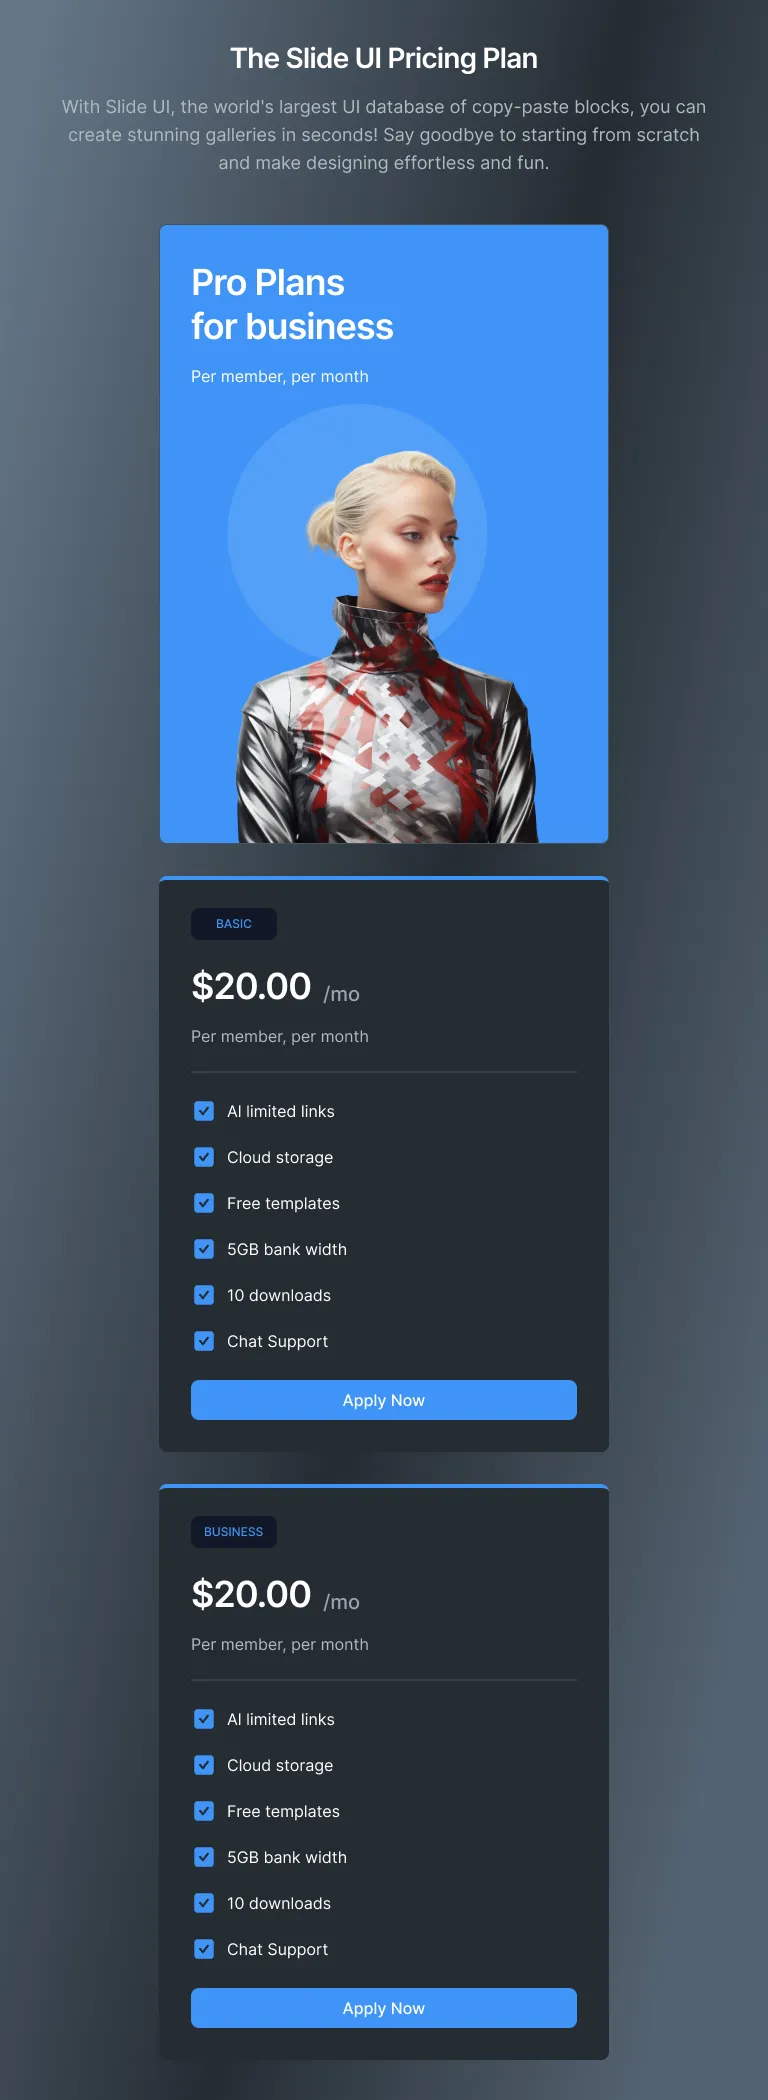 The Slide UI Pricing Plan
With Slide UI, the world's largest UI database of copy-paste blocks, you can
create stunning galleries in seconds! Say goodbye to starting from scratch
and make designing effortless and fun.
Pro Plans
for business
Per member, per month
BASIC
$20.00 /mo
Per member, per month
AI limited links
Cloud storage
Free templates
5GB bank width
10 downloads
Chat Support
Apply Now
BUSINESS
$20.00 /mo
Per member, per month
AI limited links
Cloud storage
Free templates
5GB bank width
10 downloads
Chat Support
Apply Now